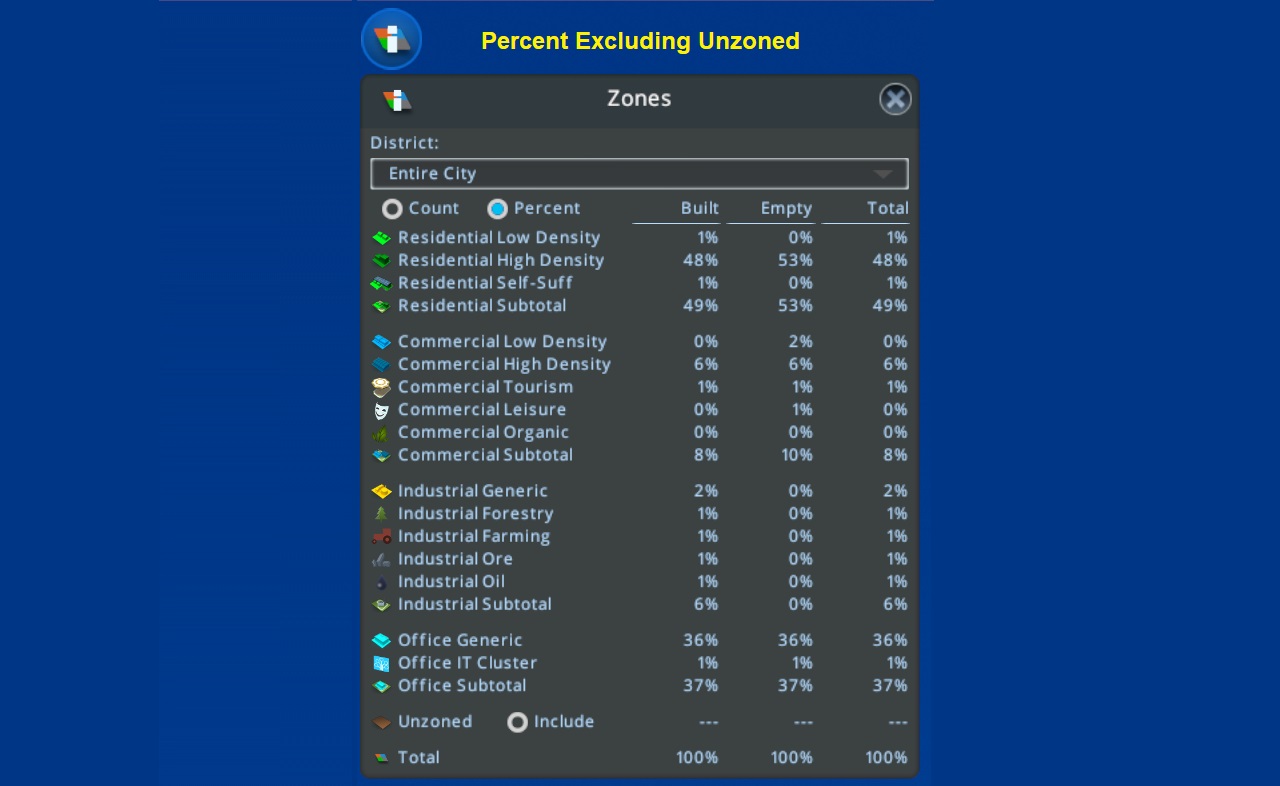 Percent Excluding Unzoned
Zones
District:
Entire City
Count Percent Built Empty Total
Residential Low Density 1% 0% 1%
Residential High Density 48% 53% 48%
Residential Self-Suff 1% 0% 1%
Residential Subtotal 49% 53% 49%
Commercial Low Density 0% 2% 0%
Commercial High Density 6% 6% 6%
Commercial Tourism 1% 1% 1%
Commercial Leisure 0% 1% 0%
Commercial Organic 0% 0% 0%
Commercial Subtotal 8% 10% 8%
Industrial Generic 2% 0% 2%
Industrial Forestry 1% 0% 1%
Industrial Farming 1% 0% 1%
Industrial Ore 1% 0% 1%
Industrial Oil 1% 0% 1%
Industrial Subtotal 6% 0% 6%
Office Generic 36% 36% 36%
Office IT Cluster 1% 1% 1%
Office Subtotal 37% 37% 37%
Unzoned Include --- --- ---
Total 100% 100% 100%